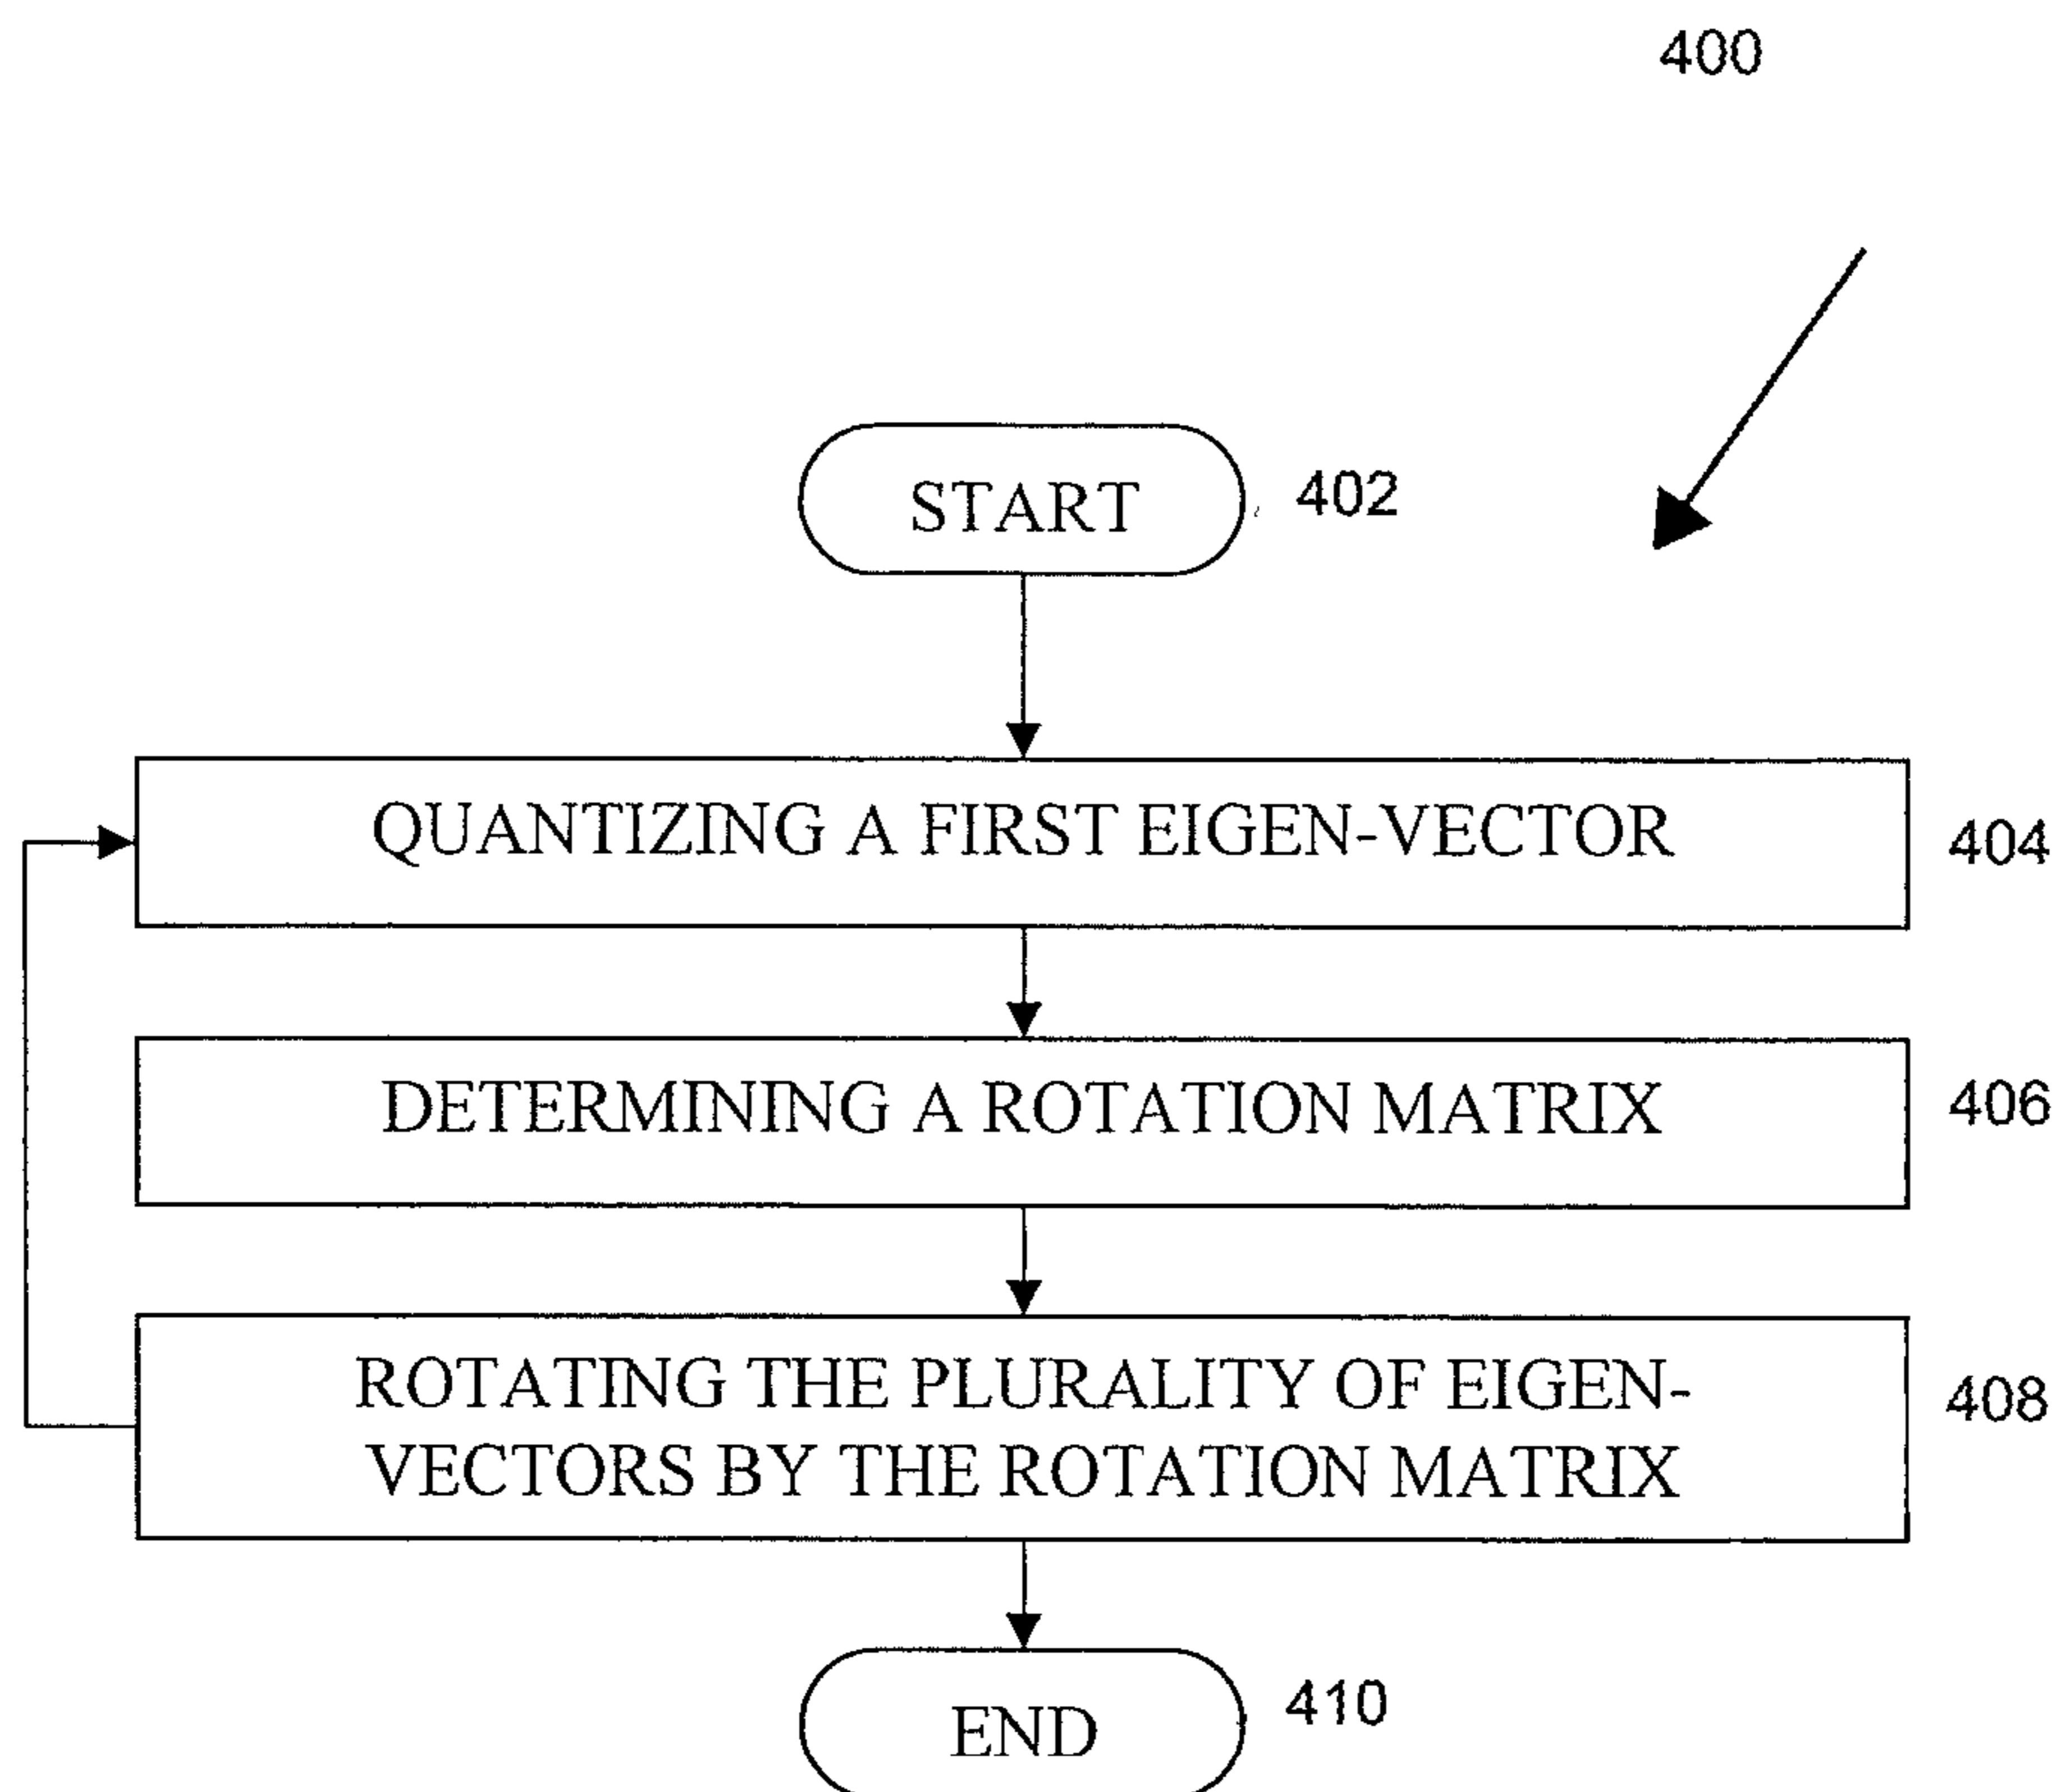 400
START 402
QUANTIZING A FIRST EIGEN-VECTOR 404
DETERMINING A ROTATION MATRIX 406
ROTATING THE PLURALITY OF EIGEN-
VECTORS BY THE ROTATION MATRIX 408
END 410